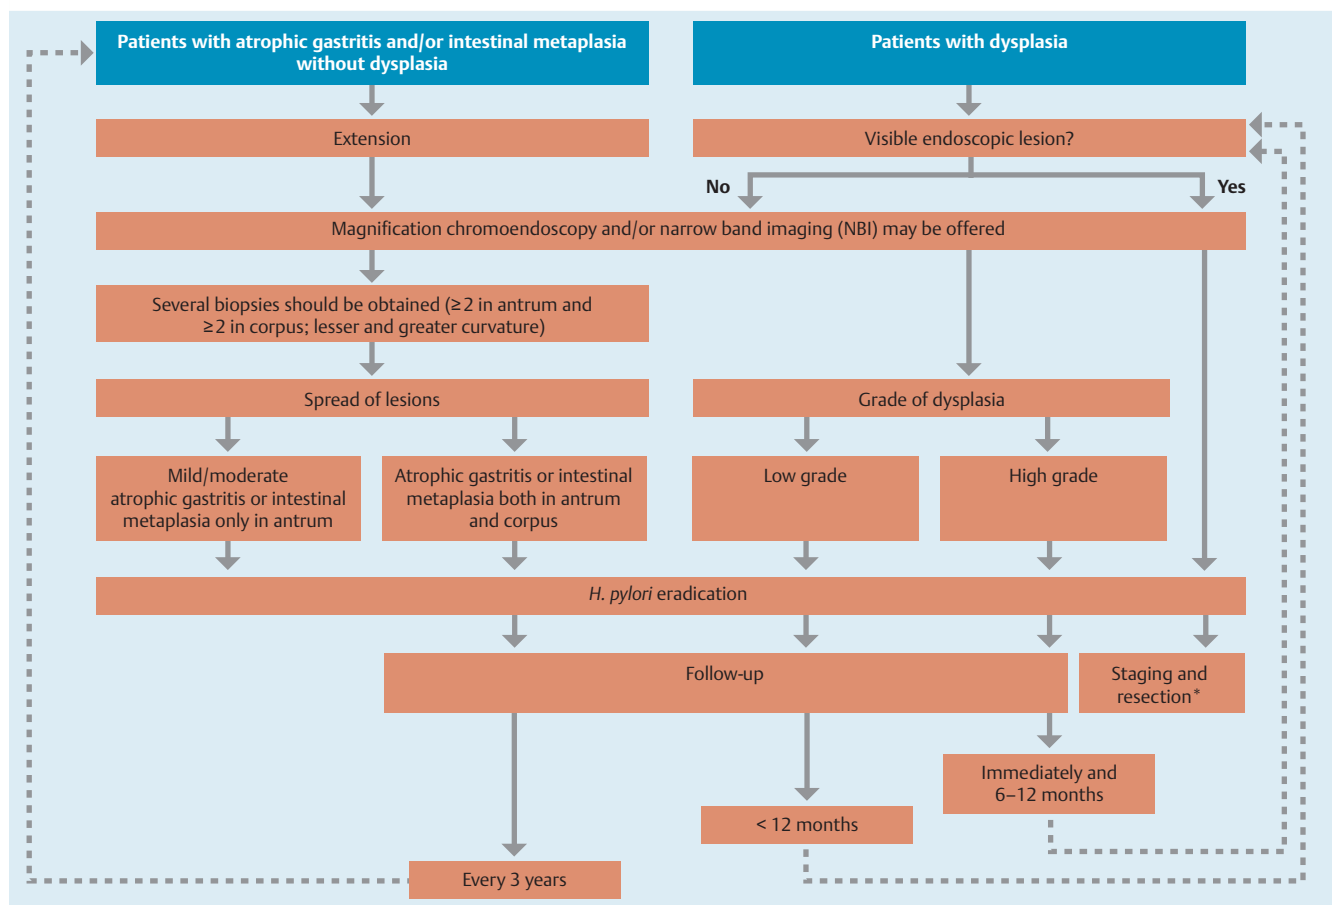 Patients with atrophic gastritis and/or intestinal metaplasia
without dysplasia
Patients with dysplasia
Extension
Visible endoscopic lesion?
No
Yes
Magnification chromoendoscopy and/or narrow band imaging (NBI) may be offered
Several biopsies should be obtained (≥2 in antrum and
≥2 in corpus; lesser and greater curvature)
Spread of lesions
Grade of dysplasia
Mild/moderate
atrophic gastritis or intestinal
metaplasia only in antrum
Atrophic gastritis or intestinal
metaplasia both in antrum
and corpus
Low grade
High grade
H. pylori eradication
Follow-up
Staging and
resection*
Immediately and
6–12 months
< 12 months
Every 3 years